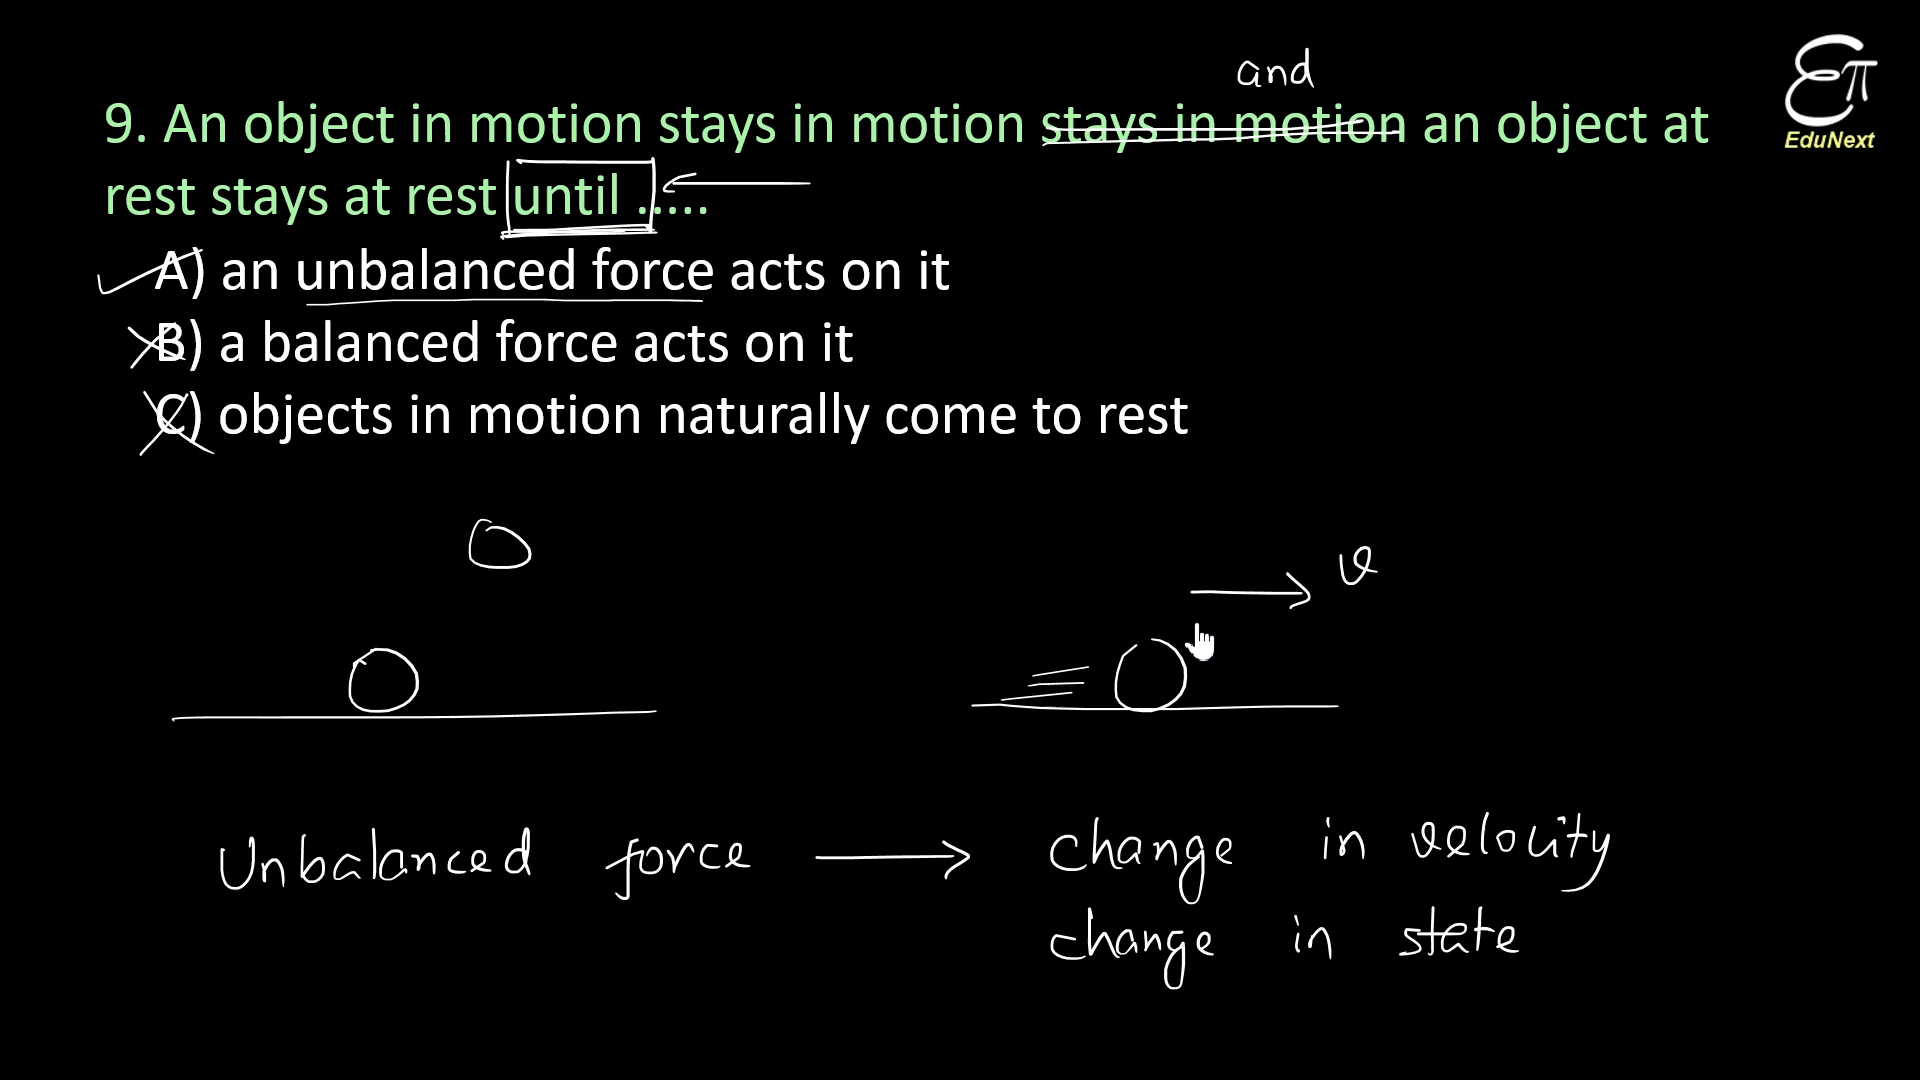 and
9. An object in motion stays in motion stays in motion an object at
rest stays at rest until .....
A) an unbalanced force acts on it
B) a balanced force acts on it
C) objects in motion naturally come to rest
Eπ
EduNext
v
Unbalanced force → change in velocity
change in state